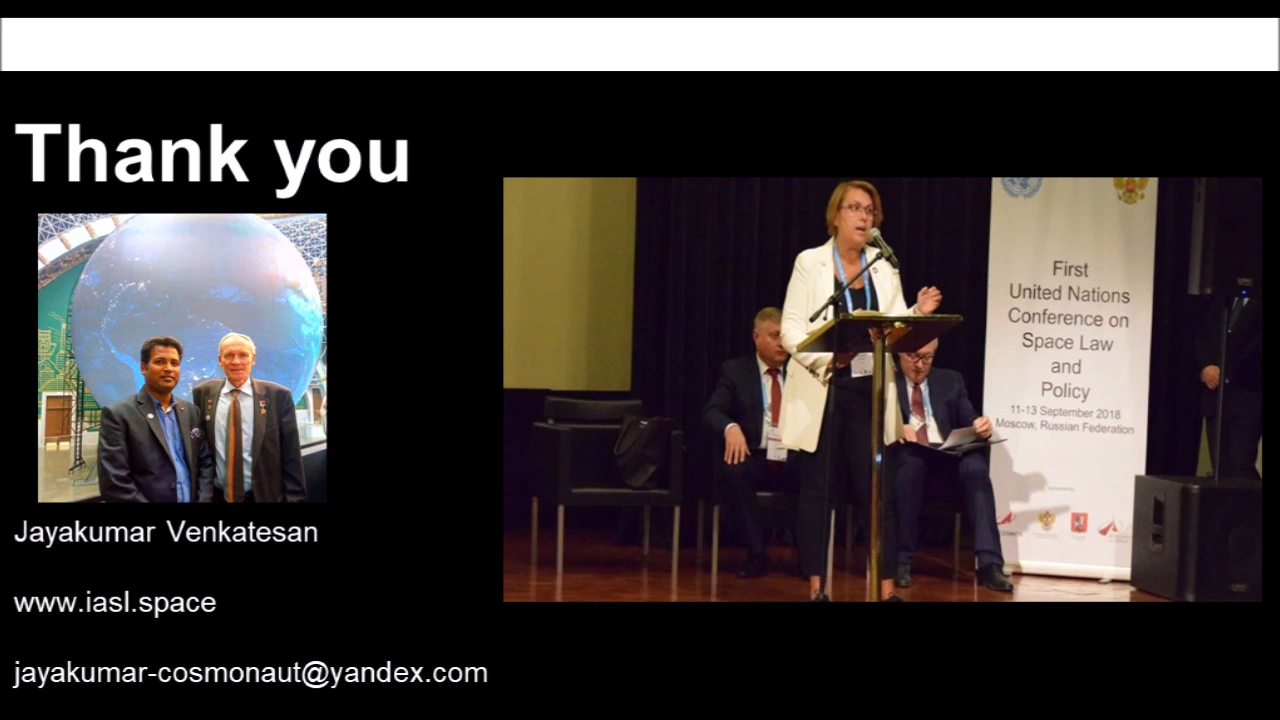 Thank you
Jayakumar Venkatesan
www.iasl.space
jayakumar-cosmonaut@yandex.com
First
United Nations
Conference on
Space Law
and
Policy
11-13 September 2018
Moscow, Russian Federation